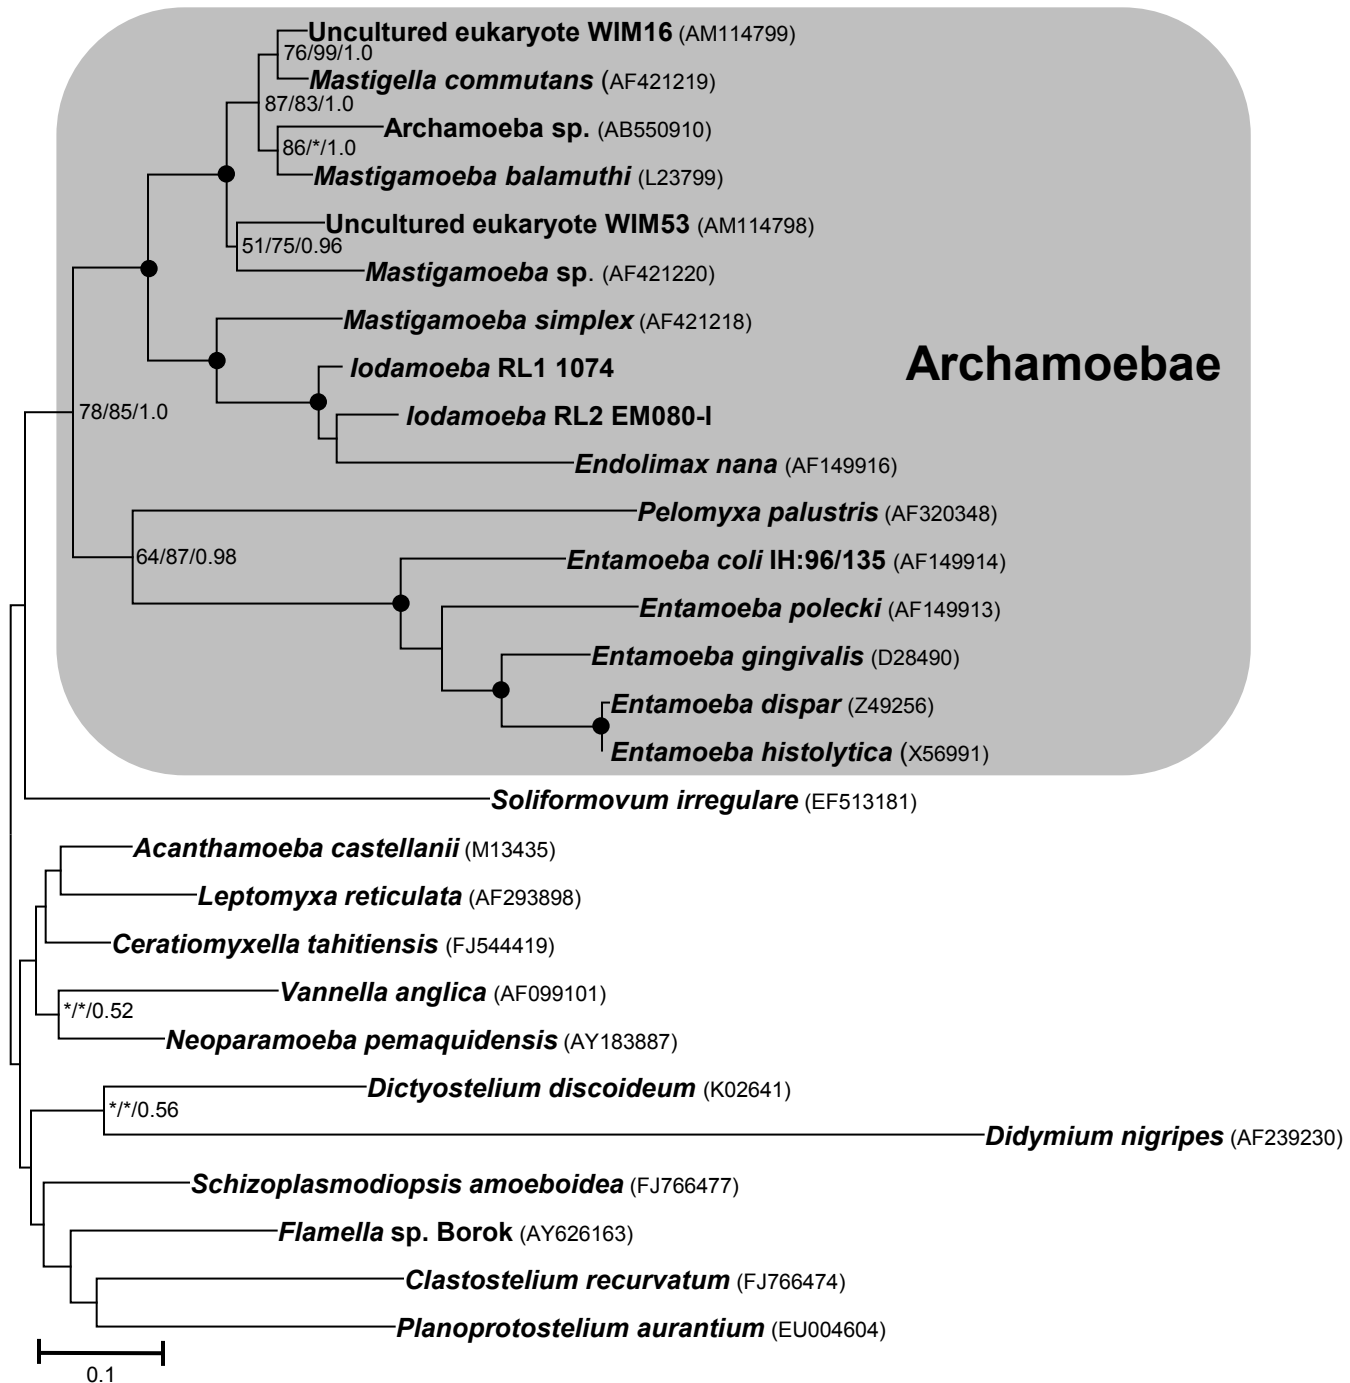 Uncultured eukaryote WIM16 (AM114799)
76/99/1.0
Mastigella commutans (AF421219)
87/83/1.0
Archamoeba sp. (AB550910)
86/*/1.0
Mastigamoeba balamuthi (L23799)
Uncultured eukaryote WIM53 (AM114798)
51/75/0.96
Mastigamoeba sp. (AF421220)
Mastigamoeba simplex (AF421218)
Archamoebae
Iodamoeba RL1 1074
78/85/1.0
Iodamoeba RL2 EM080-I
Endolimax nana (AF149916)
Pelomyxa palustris (AF320348)
64/87/0.98
Entamoeba coli IH:96/135 (AF149914)
Entamoeba polecki (AF149913)
Entamoeba gingivalis (D28490)
Entamoeba dispar (Z49256)
Entamoeba histolytica (X56991)
Soliformovum irregulare (EF513181)
Acanthamoeba castellanii (M13435)
Leptomyxa reticulata (AF293898)
Ceratiomyxella tahitiensis (FJ544419)
Vannella anglica (AF099101)
*/*/0.52
Neoparamoeba pemaquidensis (AY183887)
Dictyostelium discoideum (K02641)
*/*/0.56
Didymium nigripes (AF239230)
Schizoplasmodiopsis amoeboidea (FJ766477)
Flamella sp. Borok (AY626163)
Clastostelium recurvatum (FJ766474)
Planoprotostelium aurantium (EU004604)
0.1